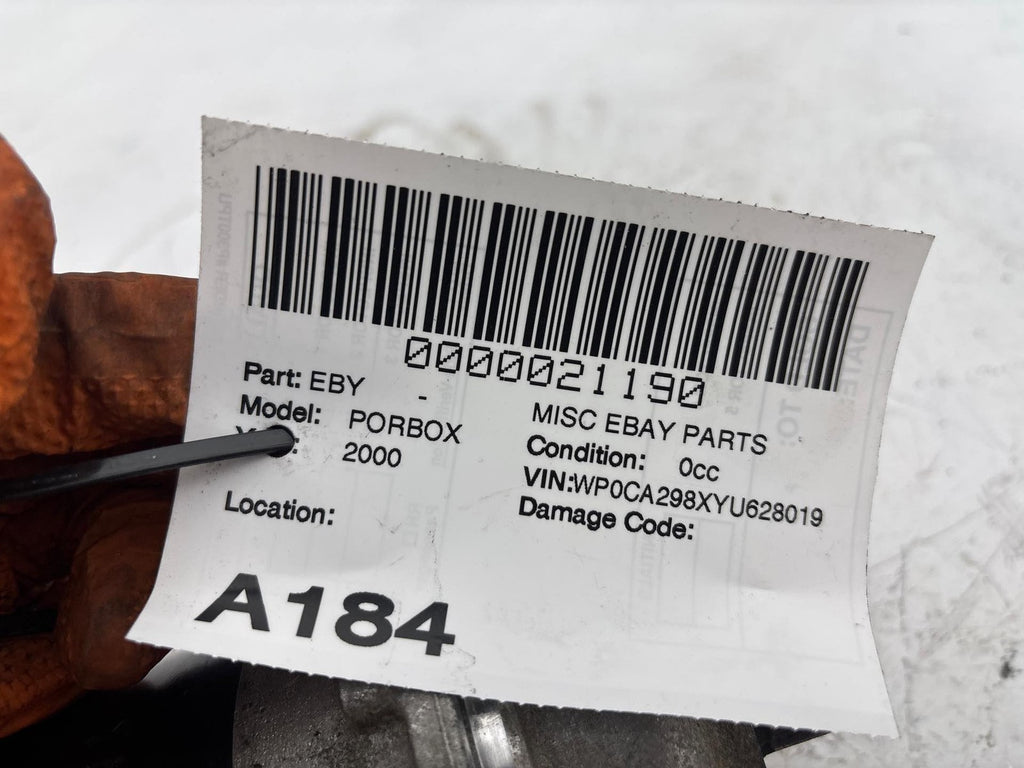 0000021190
Part: EBY - MISC EBAY PARTS
Model: PORBOX Condition: 0cc
2000 VIN:WP0CA298XYU628019
Location: Damage Code:
A184